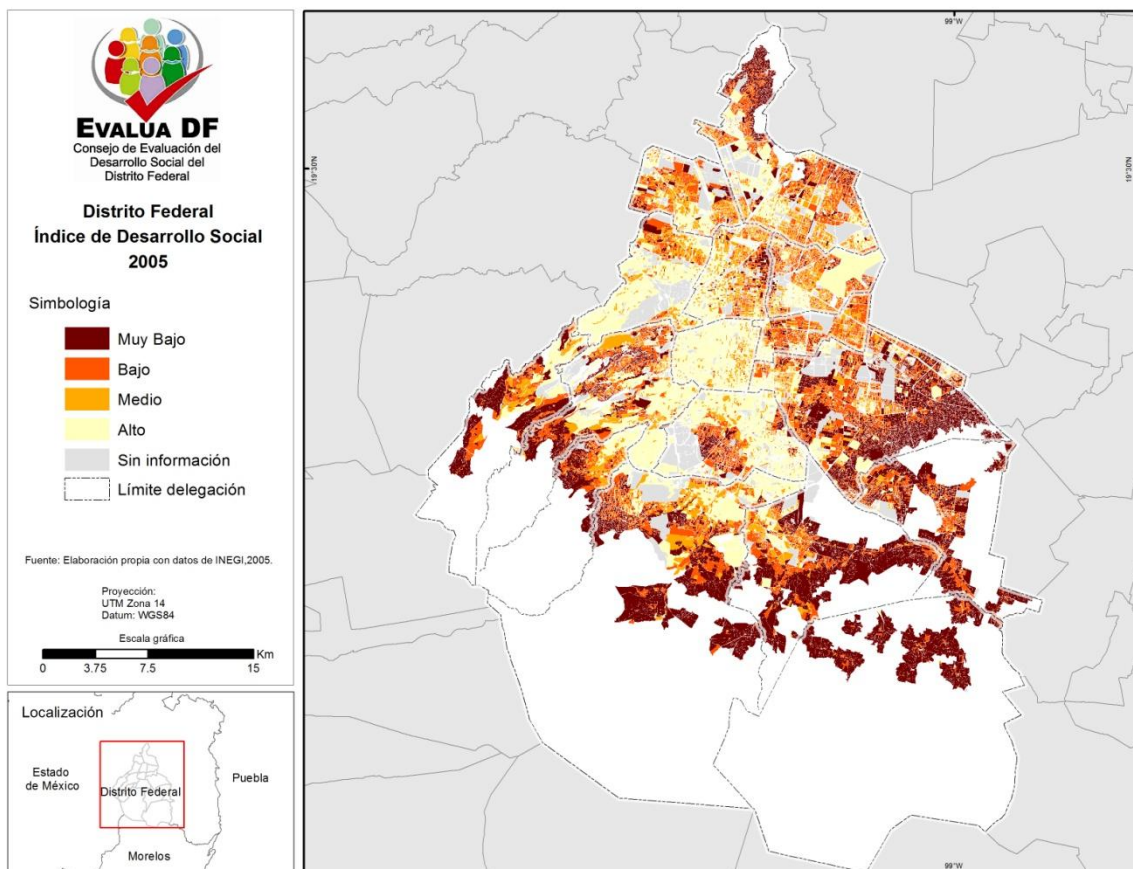 EVALUA DF
Consejo de Evaluación del
Desarrollo Social del
Distrito Federal
Distrito Federal
Índice de Desarrollo Social
2005
Simbología
Muy Bajo
Bajo
Medio
Alto
Sin información
Límite delegación
Fuente: Elaboración propia con datos de INEGI,2005.
Proyección:
UTM Zona 14
Datum: WGS84
Escala gráfica
Km
0 3.75 7.5 15
Localización
Estado
de México
Puebla
Distrito Federal
Morelos
98°W
19°30'N
19°30'N
98°W